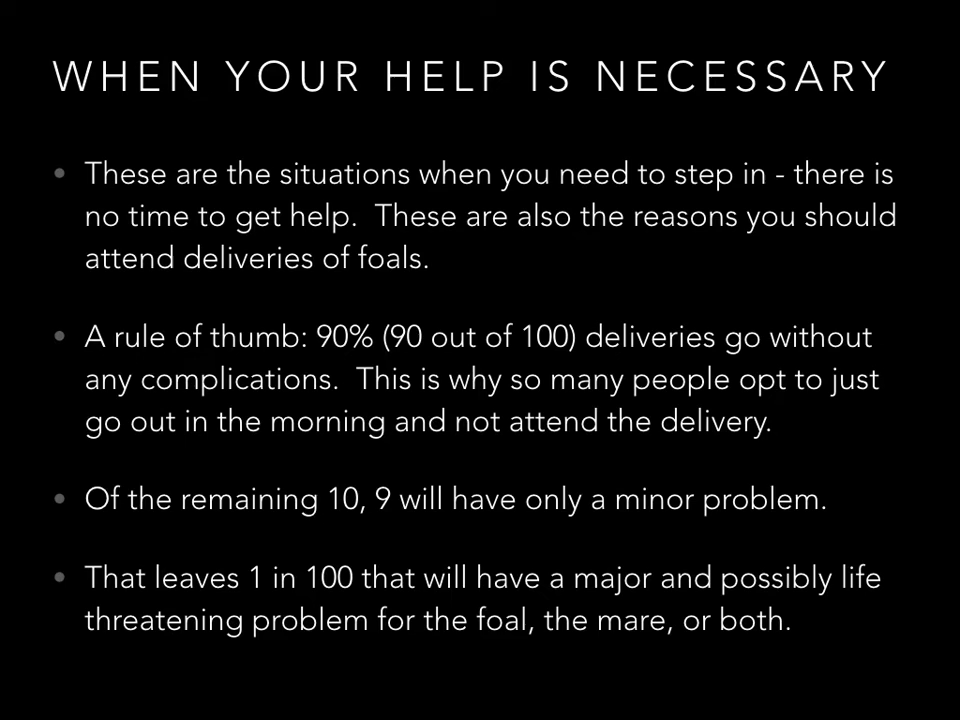 WHEN YOUR HELP IS NECESSARY
• These are the situations when you need to step in - there is
no time to get help.  These are also the reasons you should
attend deliveries of foals.
• A rule of thumb: 90% (90 out of 100) deliveries go without
any complications.  This is why so many people opt to just
go out in the morning and not attend the delivery.
• Of the remaining 10, 9 will have only a minor problem.
• That leaves 1 in 100 that will have a major and possibly life
threatening problem for the foal, the mare, or both.